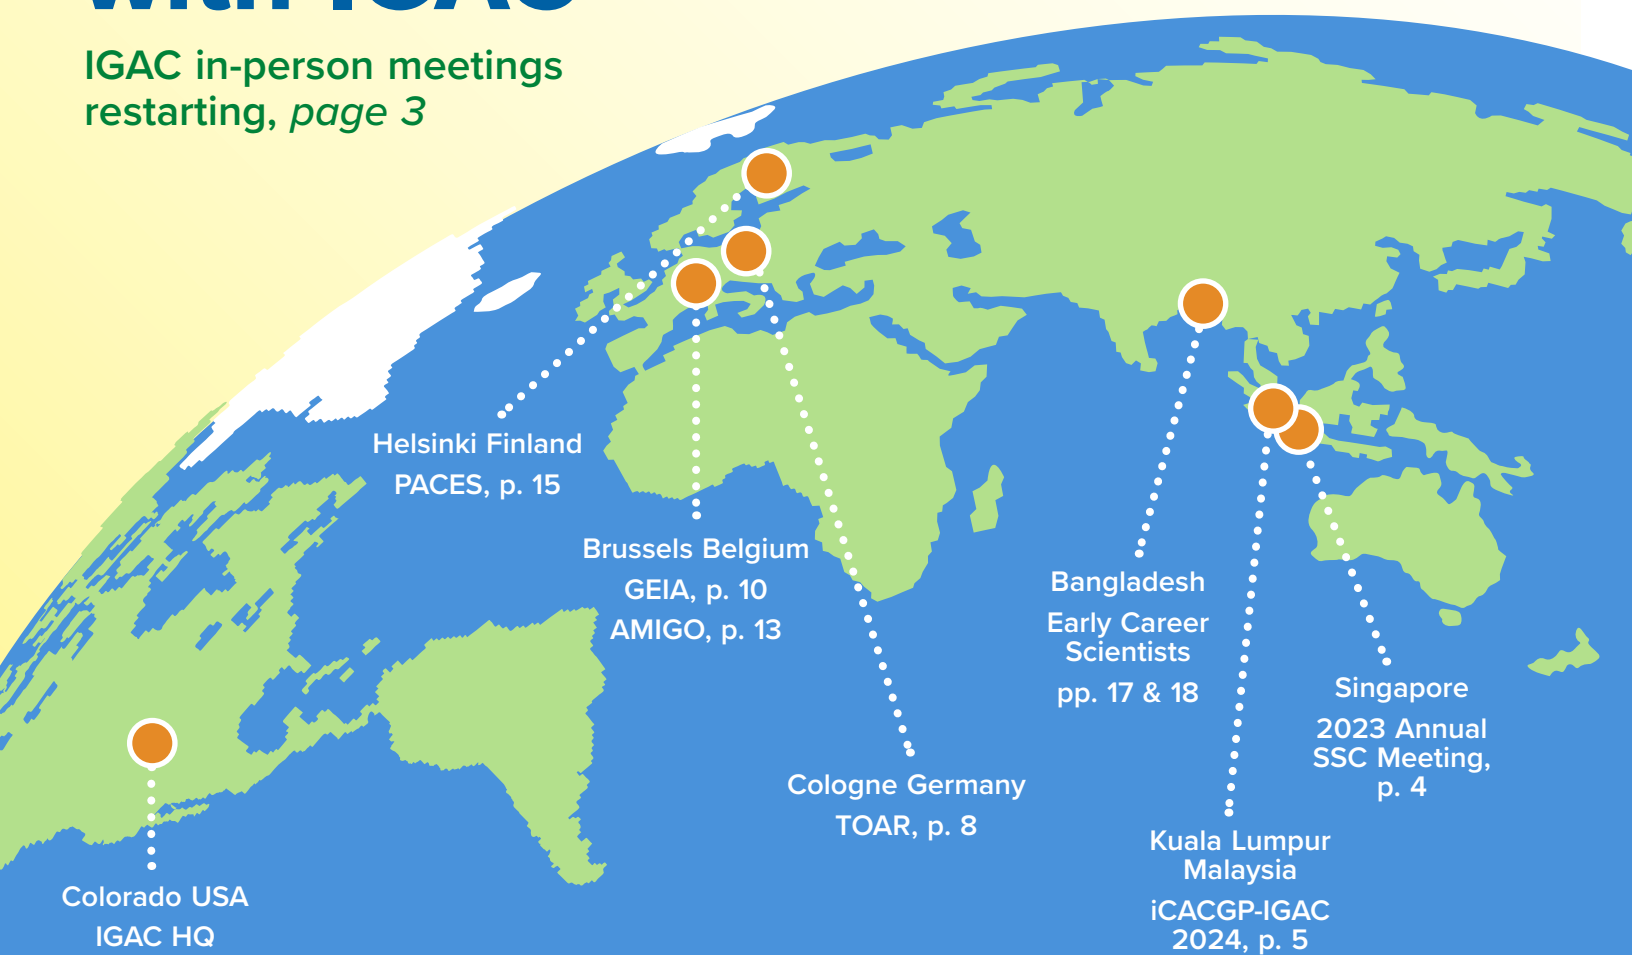 with IGAC
IGAC in-person meetings
restarting, page 3
Helsinki Finland
PACES, p. 15
Brussels Belgium
GEIA, p. 10
AMIGO, p. 13
Cologne Germany
TOAR, p. 8
Bangladesh
Early Career
Scientists
pp. 17 & 18
Singapore
2023 Annual
SSC Meeting,
p. 4
Kuala Lumpur
Malaysia
iCACGP-IGAC
2024, p. 5
Colorado USA
IGAC HQ